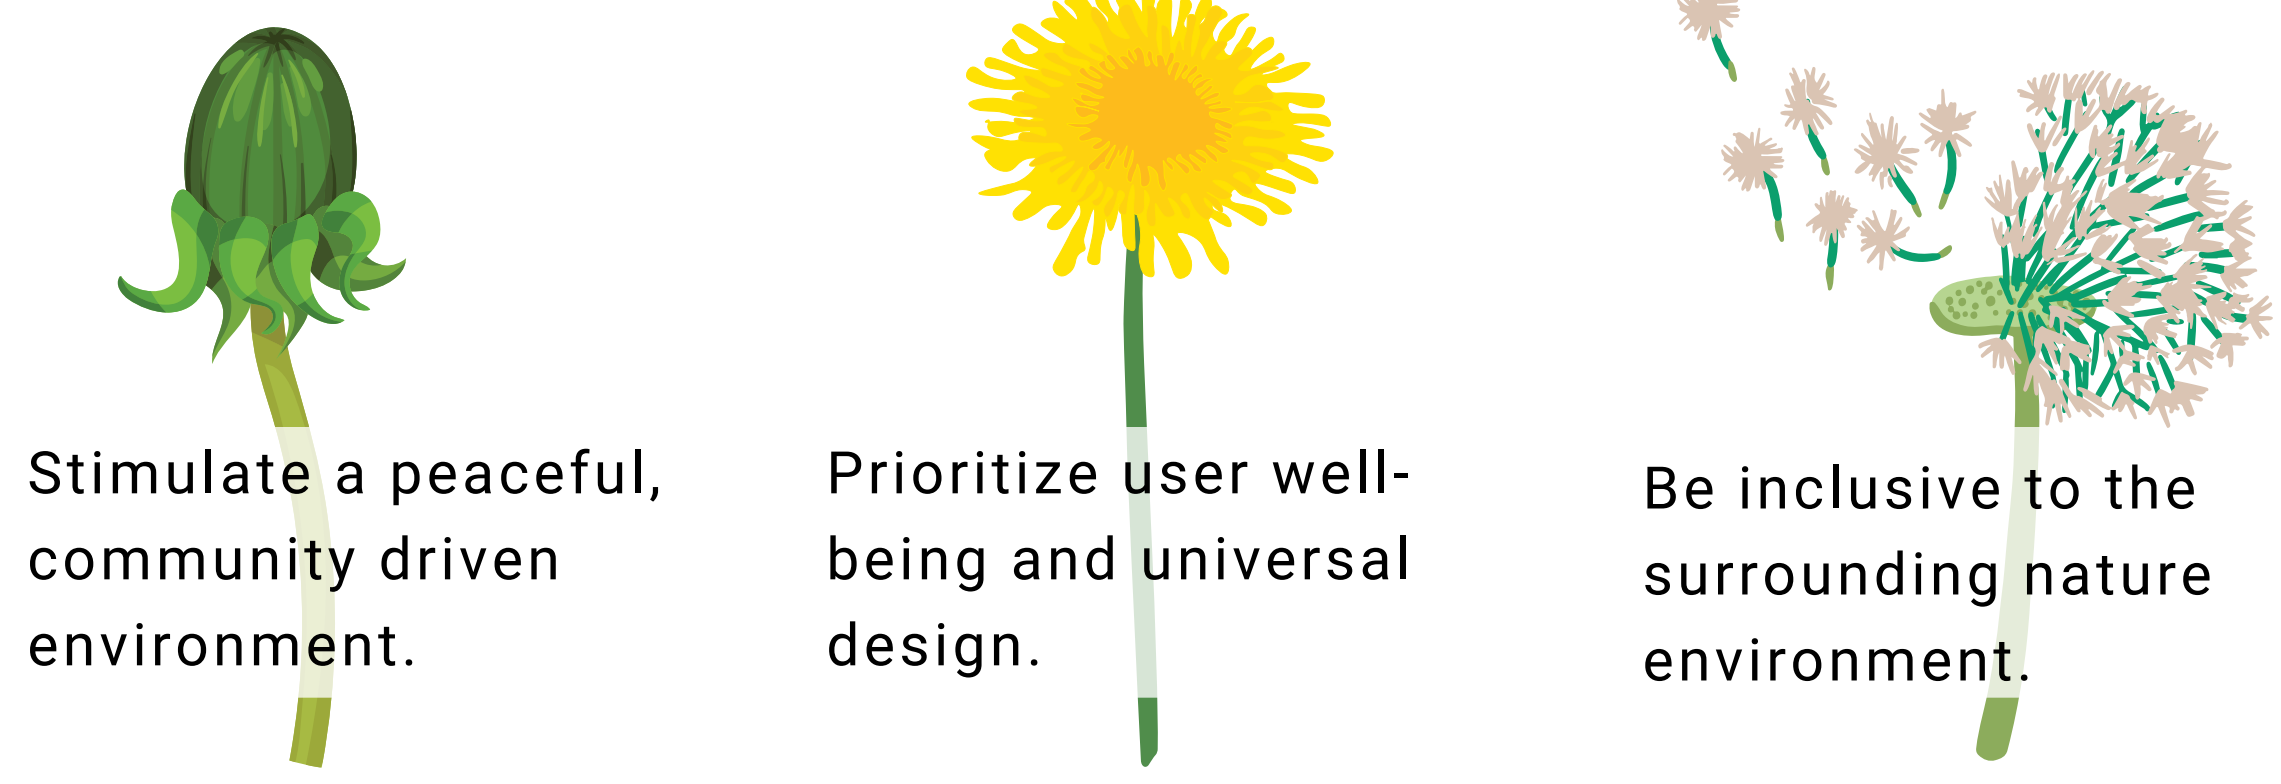 Stimulate a peaceful,
community driven
environment.
Prioritize user well-
being and universal
design.
Be inclusive to the
surrounding nature
environment.